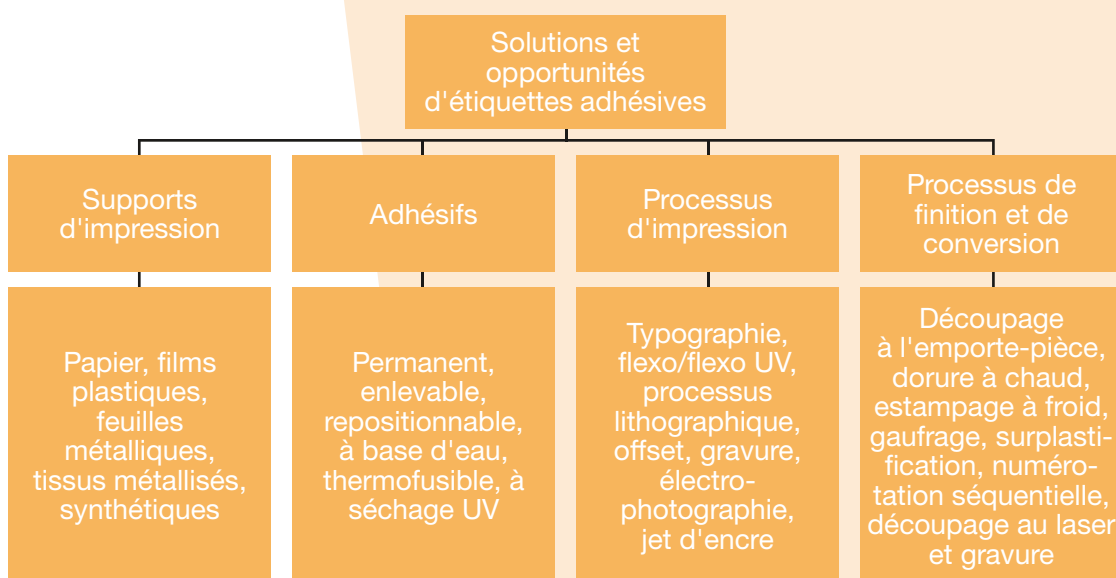 Solutions et
opportunités
d'étiquettes adhésives
Supports
d'impression
Adhésifs
Processus
d'impression
Processus de
finition et de
conversion
Papier, films
plastiques,
feuilles
métalliques,
tissus métallisés,
synthétiques
Permanent,
enlevable,
repositionnable,
à base d'eau,
thermofusible, à
séchage UV
Typographie,
flexo/flexo UV,
processus
lithographique,
offset, gravure,
électro-
photographie,
jet d'encre
Découpage
à l'emporte-pièce,
dorure à chaud,
estampage à froid,
gaufrage, surplasti-
fication, numéro-
tation séquentielle,
découpage au laser
et gravure